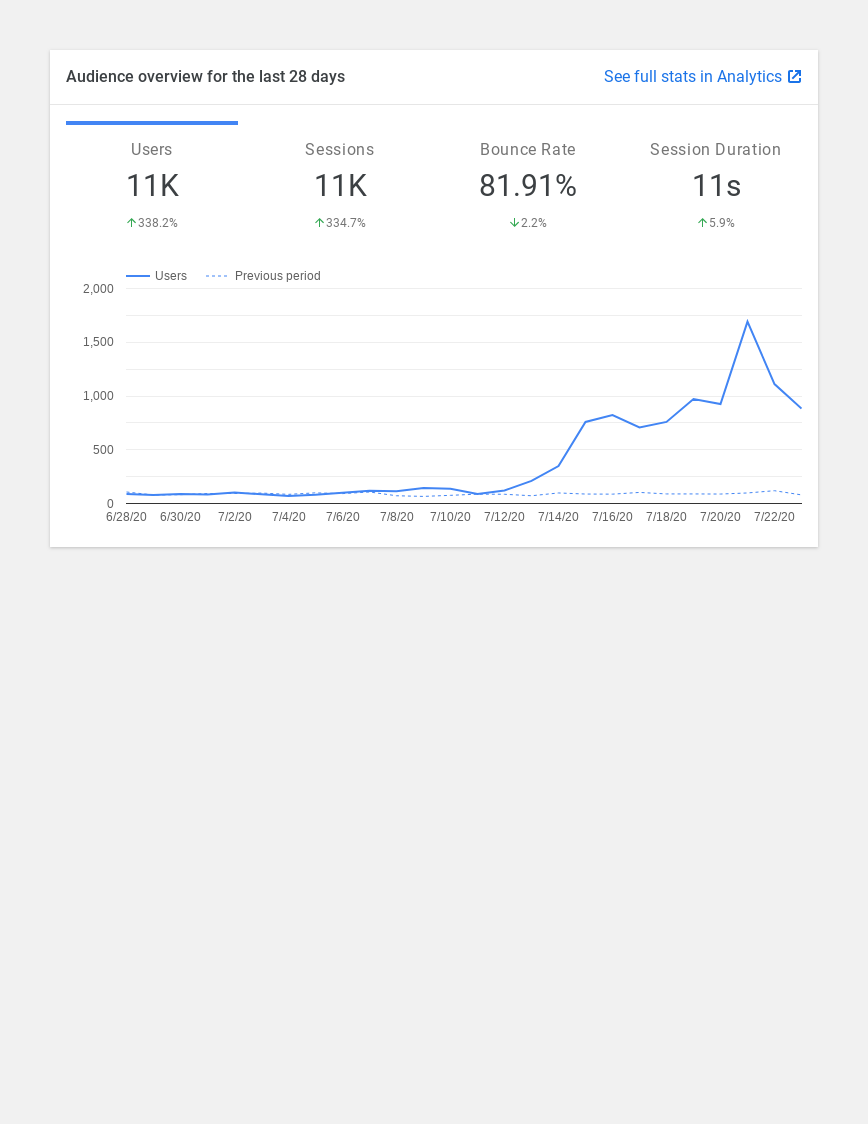 Audience overview for the last 28 days
See full stats in Analytics
Users
Sessions
Bounce Rate
Session Duration
11K
11K
81.91%
11s
338.2%
334.7%
2.2%
5.9%
Users
Previous period
2,000
1,500
1,000
500
0
6/28/20 6/30/20 7/2/20 7/4/20 7/6/20 7/8/20 7/10/20 7/12/20 7/14/20 7/16/20 7/18/20 7/20/20 7/22/20